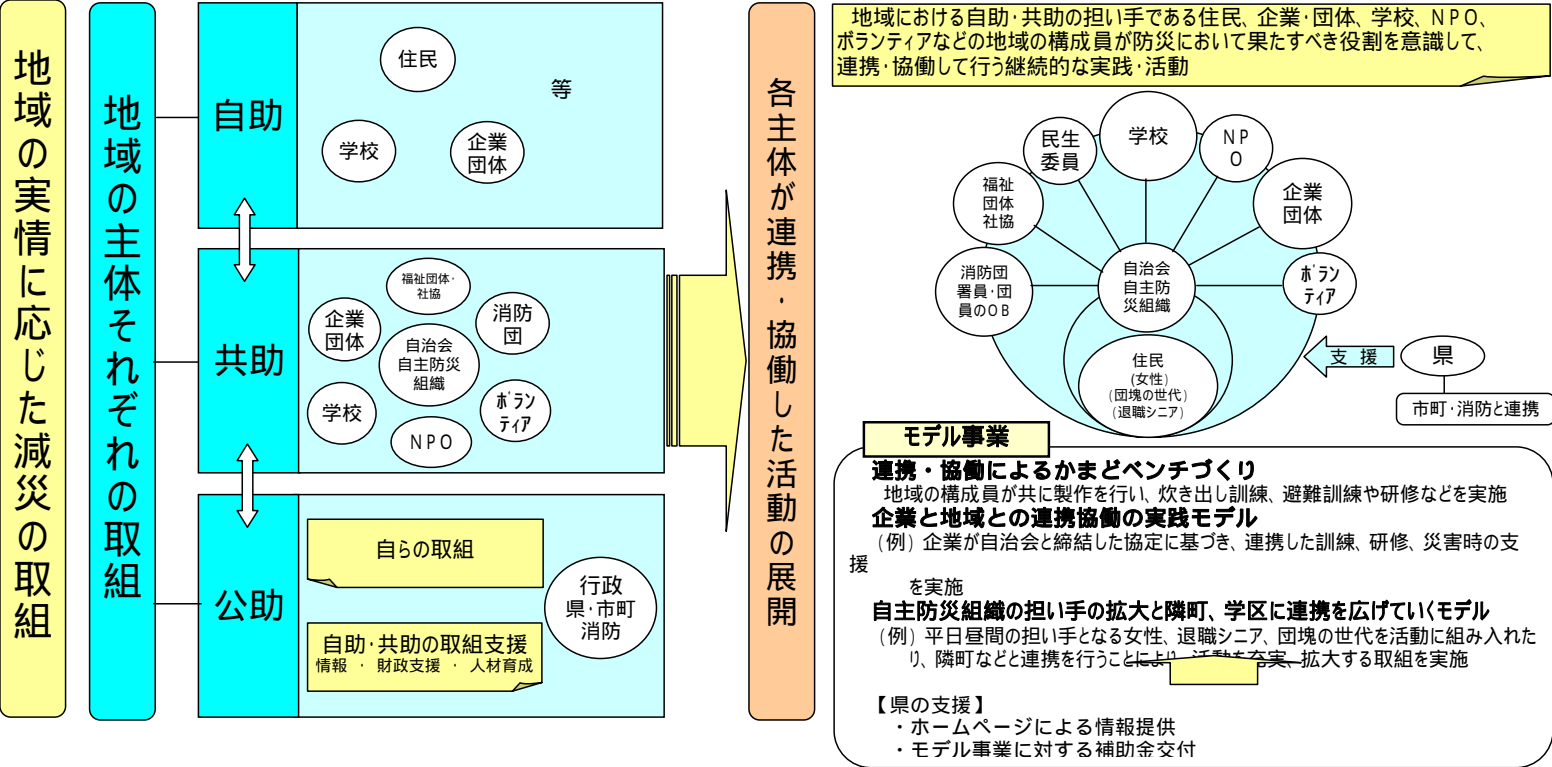 地域の実情に応じた減災の取組
地域の主体それぞれの取組
自助
住民
等
学校
企業
団体
共助
福祉団体・
社協
企業
団体
消防
団
自治会
自主防災
組織
学校
ボラン
ティア
NPO
公助
自らの取組
行政
県・市町
消防
自助・共助の取組支援
情報 ・ 財政支援 ・ 人材育成
各主体が連携・協働した活動の展開
地域における自助・共助の担い手である住民、企業・団体、学校、NPO、
ボランティアなどの地域の構成員が防災において果たすべき役割を意識して、
連携・協働して行う継続的な実践・活動
学校
民生
委員
NP
O
福祉
団体
社協
企業
団体
消防団
署員・団
員のOB
自治会
自主防
災組織
ボラン
ティア
住民
(女性)
(団塊の世代)
(退職シニア)
支 援
県
市町・消防と連携
モデル事業
連携・協働によるかまどベンチづくり
地域の構成員が共に製作を行い、炊き出し訓練、避難訓練や研修などを実施
企業と地域との連携協働の実践モデル
(例) 企業が自治会と締結した協定に基づき、連携した訓練、研修、災害時の支
援
を実施
自主防災組織の担い手の拡大と隣町、学区に連携を広げていくモデル
(例) 平日昼間の担い手となる女性、退職シニア、団塊の世代を活動に組み入れた
り、隣町などと連携を行うことにより、活動を充実、拡大する取組を実施
【県の支援】
・ホームページによる情報提供
・モデル事業に対する補助金交付